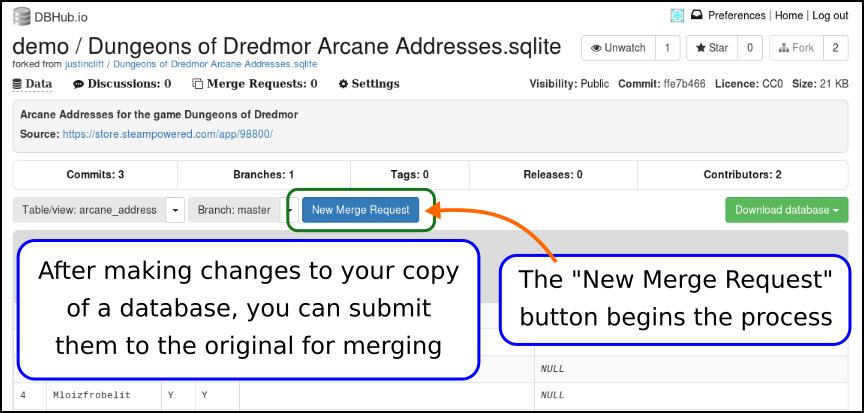 DBHub.io
Preferences | Home | Log out
demo / Dungeons of Dredmor Arcane Addresses.sqlite
Unwatch 1 Star 0 Fork 2
forked from justinclift / Dungeons of Dredmor Arcane Addresses.sqlite
Data Discussions: 0 Merge Requests: 0 Settings
Visibility: Public Commit: ffe7b466 Licence: CC0 Size: 21 KB
Arcane Addresses for the game Dungeons of Dredmor
Source: https://store.steampowered.com/app/98800/
Commits: 3 Branches: 1 Tags: 0 Releases: 0 Contributors: 2
Table/view: arcane_address Branch: master New Merge Request Download database
After making changes to your copy
of a database, you can submit
them to the original for merging
The "New Merge Request"
button begins the process
NULL
4 Mloizfrobelit Y Y NULL